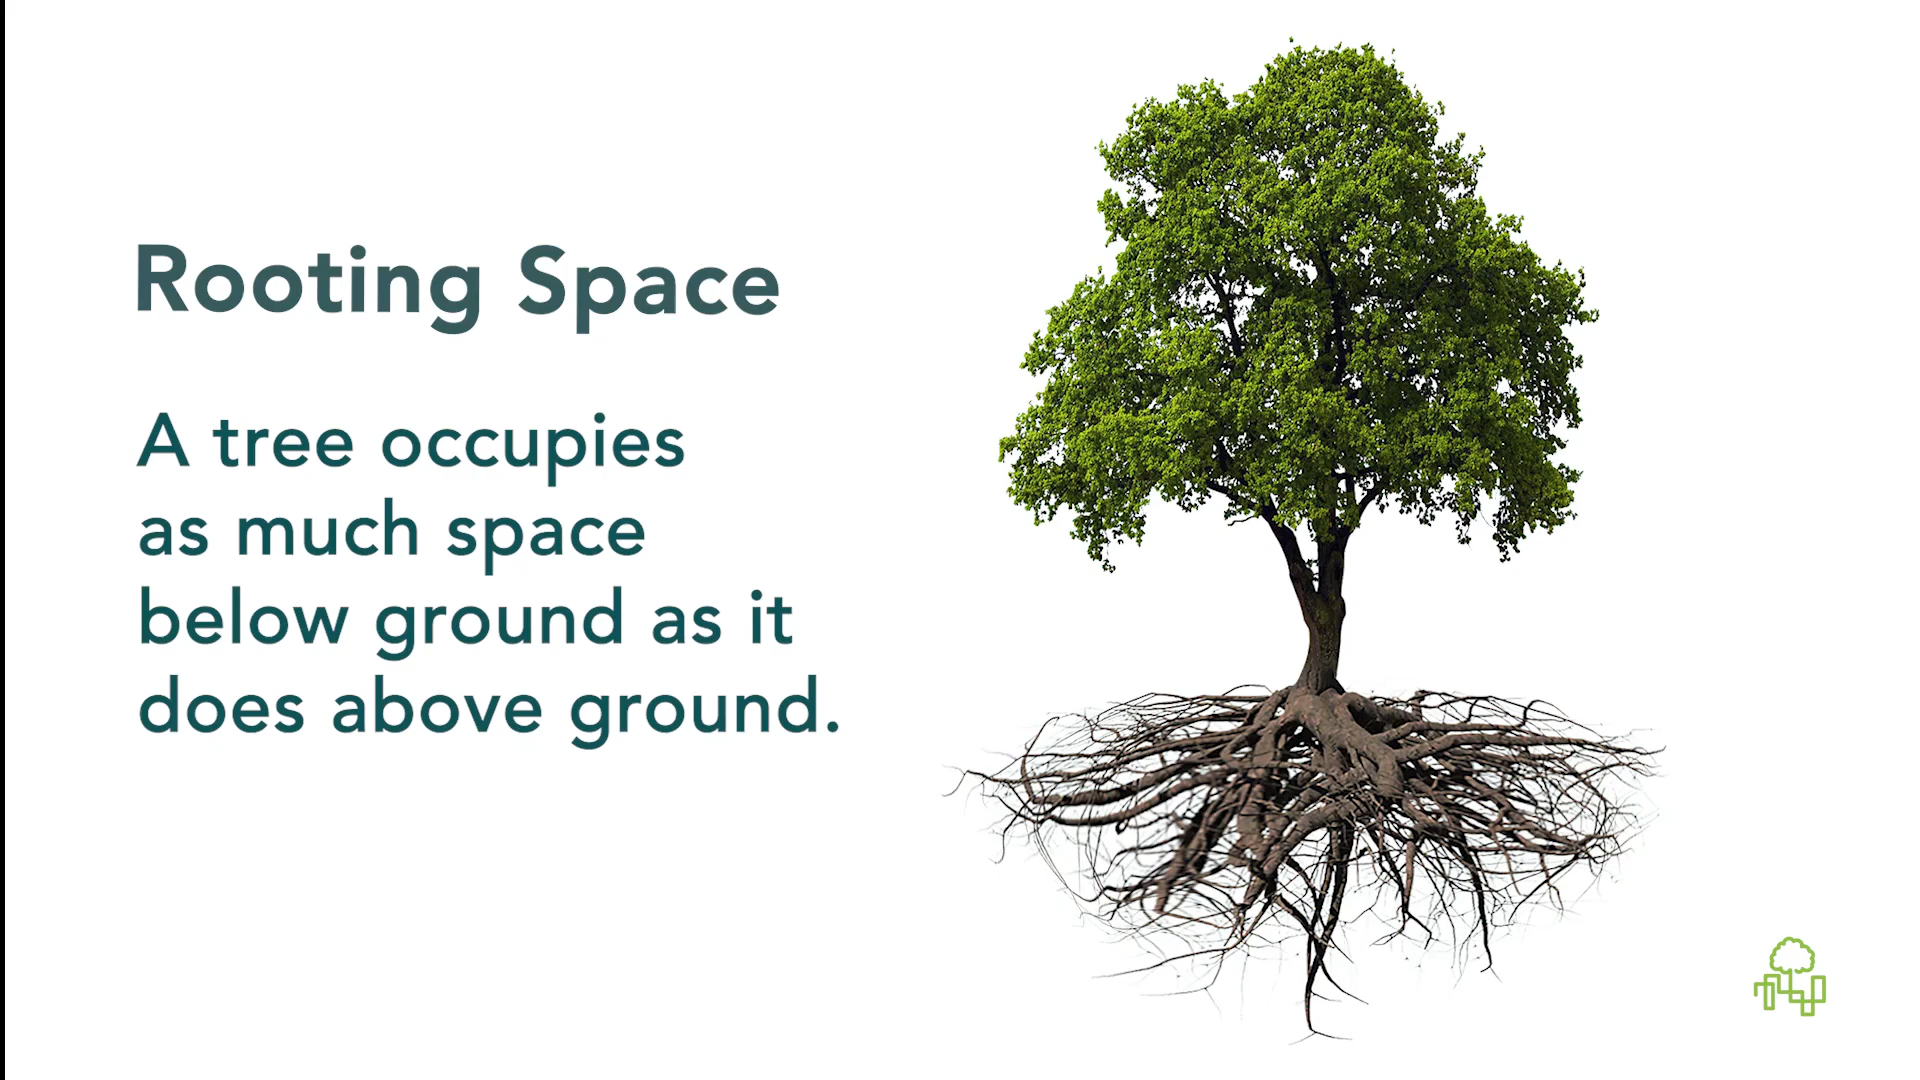 Rooting Space
A tree occupies
as much space
below ground as it
does above ground.